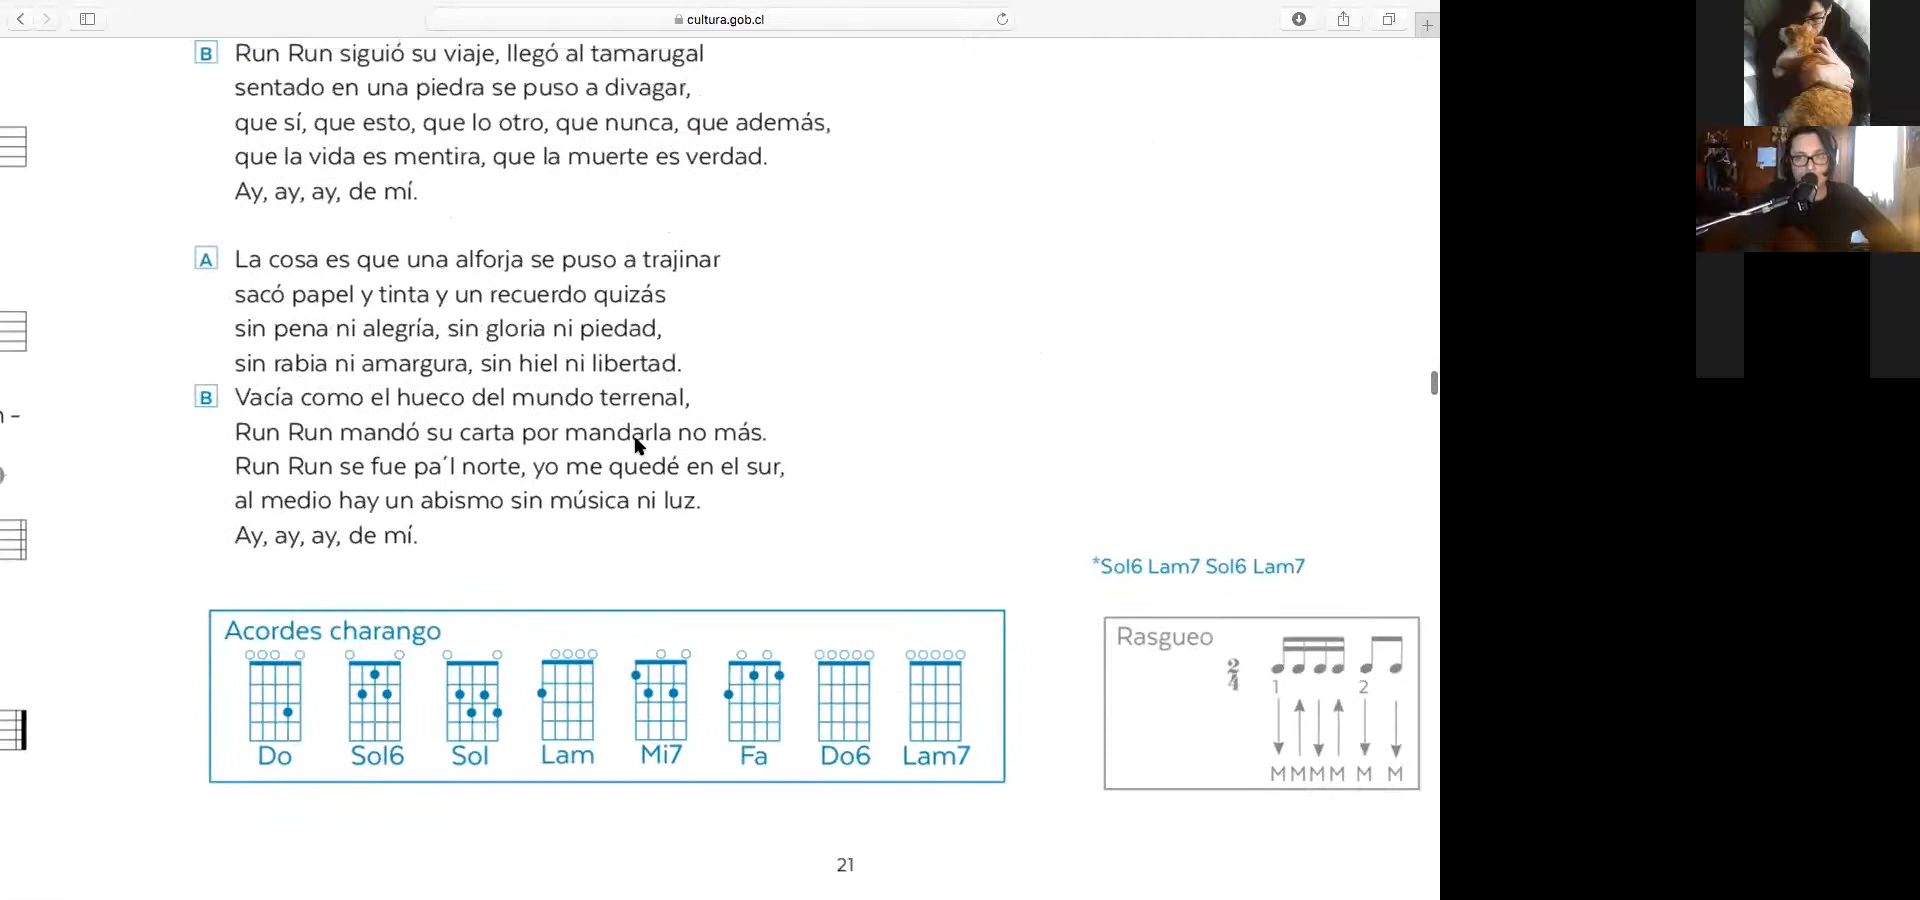 cultura.gob.cl
B Run Run siguió su viaje, llegó al tamarugal
sentado en una piedra se puso a divagar,
que sí, que esto, que lo otro, que nunca, que además,
que la vida es mentira, que la muerte es verdad.
Ay, ay, ay, de mí.
A La cosa es que una alforja se puso a trajinar
sacó papel y tinta y un recuerdo quizás
sin pena ni alegría, sin gloria ni piedad,
sin rabia ni amargura, sin hiel ni libertad.
B Vacía como el hueco del mundo terrenal,
Run Run mandó su carta por mandarla no más.
Run Run se fue pa´l norte, yo me quedé en el sur,
al medio hay un abismo sin música ni luz.
Ay, ay, ay, de mí.
*Sol6 Lam7 Sol6 Lam7
Acordes charango
Do Sol6 Sol Lam Mi7 Fa Do6 Lam7
Rasgueo
2
4
1 2
M M M M M M
21